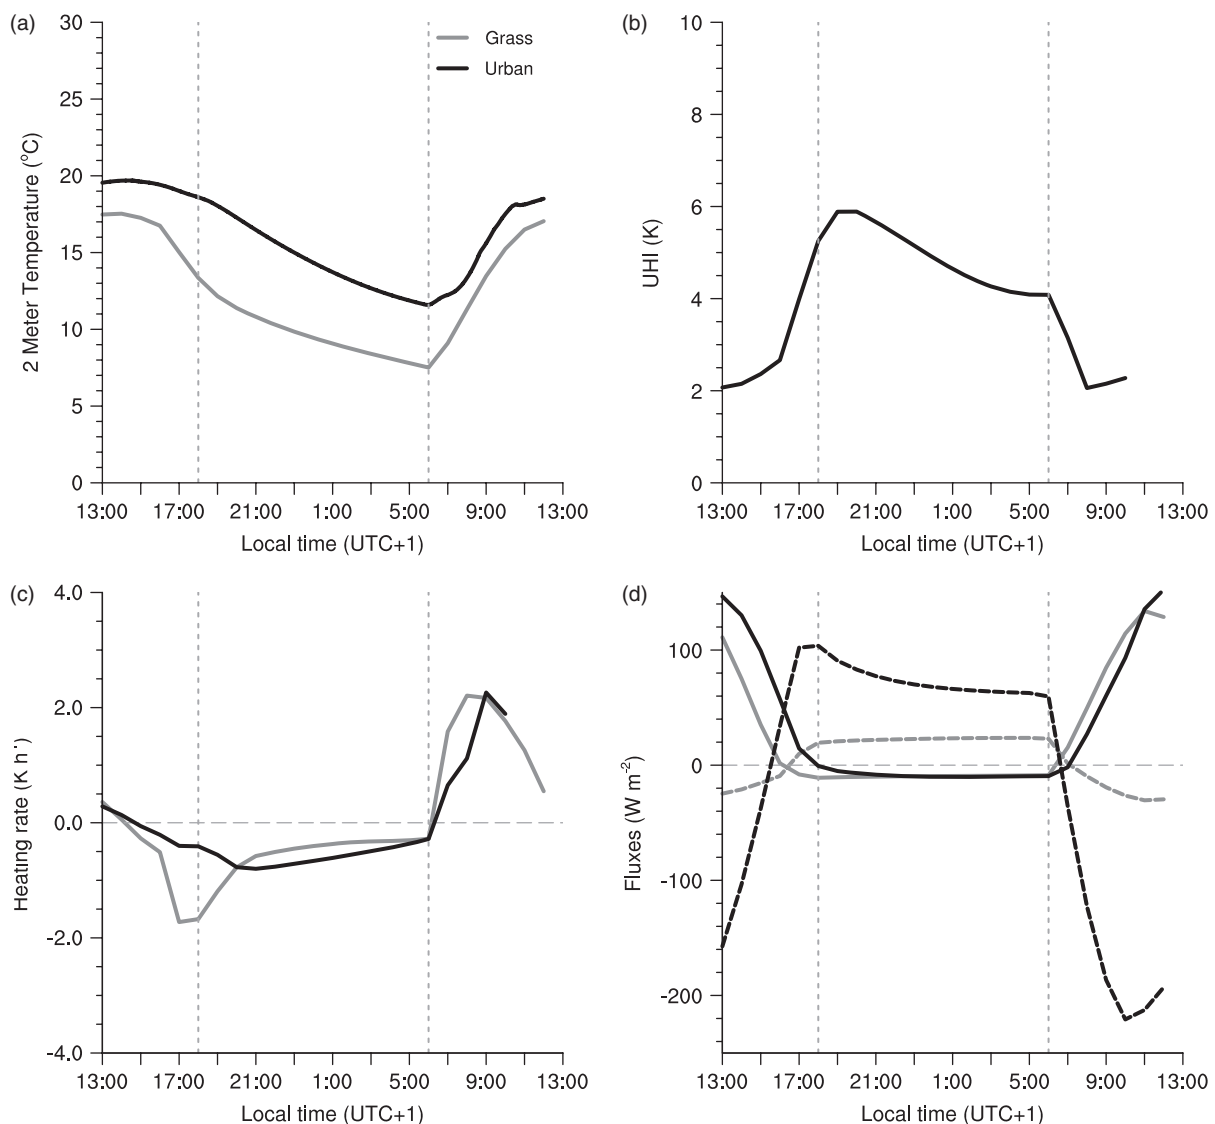 (a)
30
25
20
15
10
5
0
2 Meter Temperature (°C)
Grass
Urban
13:00 17:00 21:00 1:00 5:00 9:00 13:00
Local time (UTC+1)
(b)
10
8
6
4
2
0
UHI (K)
13:00 17:00 21:00 1:00 5:00 9:00 13:00
Local time (UTC+1)
(c)
4.0
2.0
0.0
-2.0
-4.0
Heating rate (K h⁻¹)
13:00 17:00 21:00 1:00 5:00 9:00 13:00
Local time (UTC+1)
(d)
100
0
-100
-200
Fluxes (W m⁻²)
13:00 17:00 21:00 1:00 5:00 9:00 13:00
Local time (UTC+1)